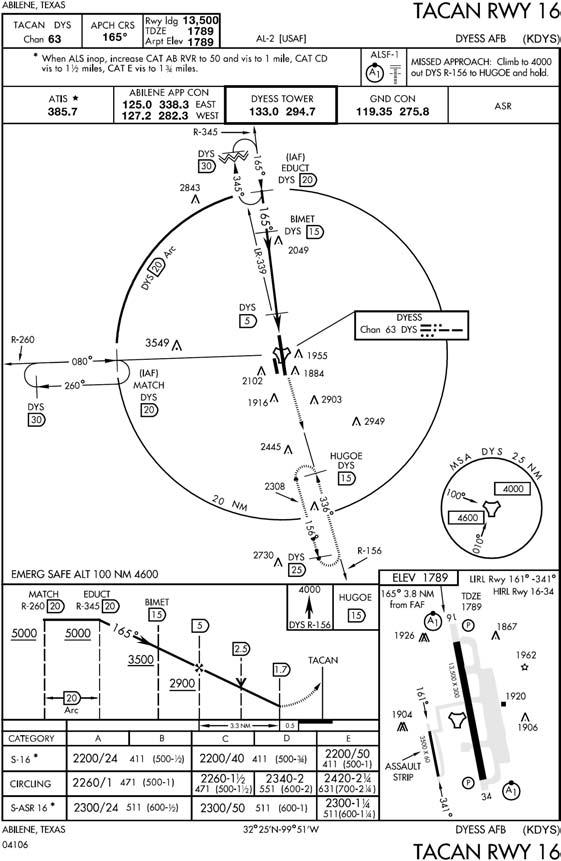 ABILENE, TEXAS
TACAN RWY 16
TACAN DYS
Chan 63
APCH CRS
165°
Rwy ldg 13,500
TDZE 1789
Arpt Elev 1789
AL-2 [USAF]
DYESS AFB (KDYS)
* When ALS inop, increase CAT AB RVR to 50 and vis to 1 mile, CAT CD
vis to 1½ miles, CAT E vis to 1¾ miles.
ALSF-1
A1
MISSED APPROACH: Climb to 4000
out DYS R-156 to HUGOE and hold.
ATIS ★
385.7
ABILENE APP CON
125.0 338.3 EAST
127.2 282.3 WEST
DYESS TOWER
133.0 294.7
GND CON
119.35 275.8
ASR
R-345
DYS
30
165°
345°
(IAF)
EDUCT
DYS 20
2843
165°
BIMET
DYS 15
2049
LR-339
DYS 20 Arc
DYS
5
DYESS
Chan 63 DYS
R-260
3549
080°
260°
(IAF)
MATCH
DYS
20
DYS
30
1955
2102
1884
1916
2903
2949
2445
HUGOE
DYS
15
2308
336°
156°
20 NM
2730
DYS
25
R-156
MSA DYS 25 NM
100°
4000
4600
010°
EMERG SAFE ALT 100 NM 4600
MATCH
R-260 20
EDUCT
R-345 20
BIMET
15
5
2.5
1.7
TACAN
5000
5000
165°
3500
2900
20
Arc
3.3 NM
0.5
4000
DYS R-156
HUGOE
15
ELEV 1789
LIRL Rwy 161°-341°
HIRL Rwy 16-34
165° 3.8 NM
from FAF
TDZE
1789
A1
16
P
1926
1867
1962
13,500 X 300
1920
1906
161°
1904
3500 X 60
ASSAULT
STRIP
341°
P
34
A1
CATEGORY A B C D E
S-16 * 2200/24 411 (500-½) 2200/40 411 (500-¾) 2200/50 411 (500-1)
CIRCLING 2260/1 471 (500-1) 2260-1½ 471 (500-1½) 2340-2 551 (600-2) 2420-2¼ 631(700-2¼)
S-ASR 16 * 2300/24 511 (600-½) 2300/50 511 (600-1) 2300-1¼ 511(600-1¼)
ABILENE, TEXAS
32°25'N-99°51'W
DYESS AFB (KDYS)
04106
TACAN RWY 16